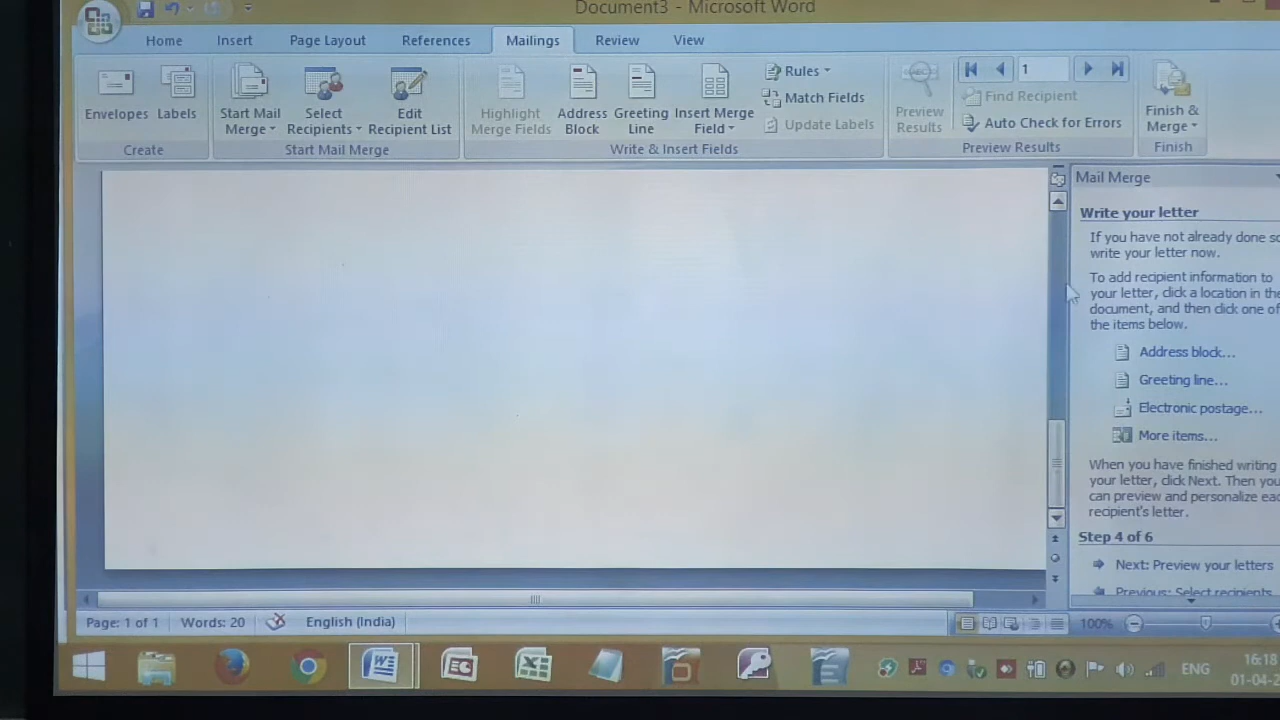 Document3 - Microsoft Word
Home Insert Page Layout References Mailings Review View
Envelopes Labels
Create
Start Mail Merge Select Recipients Edit Recipient List
Start Mail Merge
Highlight Merge Fields Address Block Greeting Line Insert Merge Field
Rules
Match Fields
Update Labels
Write & Insert Fields
Preview Results
1
Find Recipient
Auto Check for Errors
Preview Results
Finish & Merge
Finish
Mail Merge
Write your letter
If you have not already done so
write your letter now.
To add recipient information to
your letter, click a location in the
document, and then click one of
the items below.
Address block...
Greeting line...
Electronic postage...
More items...
When you have finished writing
your letter, click Next. Then you
can preview and personalize eac
recipient's letter.
Step 4 of 6
Next: Preview your letters
Previous: Select recipients
Page: 1 of 1 Words: 20 English (India) 100%
ENG
16:18
01-04-2